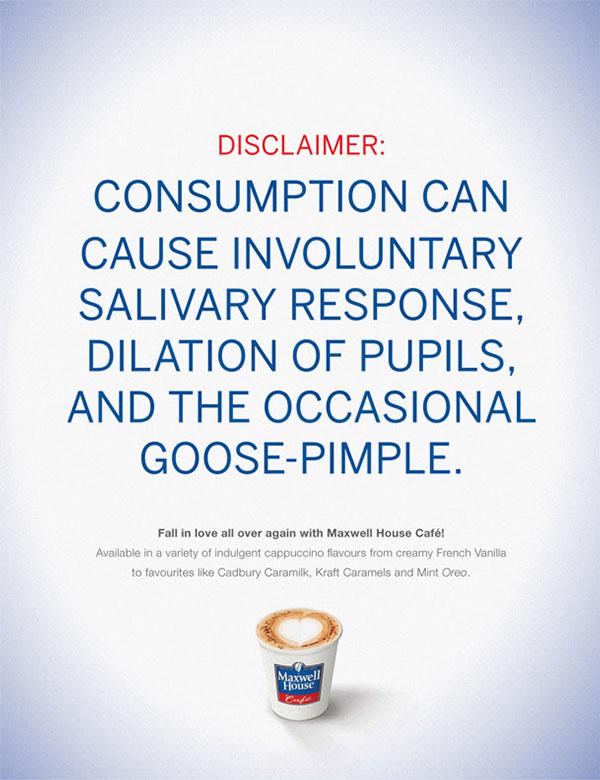 DISCLAIMER:
CONSUMPTION CAN
CAUSE INVOLUNTARY
SALIVARY RESPONSE,
DILATION OF PUPILS,
AND THE OCCASIONAL
GOOSE-PIMPLE.
Fall in love all over again with Maxwell House Café!
Available in a variety of indulgent cappuccino flavours from creamy French Vanilla
to favourites like Cadbury Caramilk, Kraft Caramels and Mint Oreo.
Maxwell
House
Café